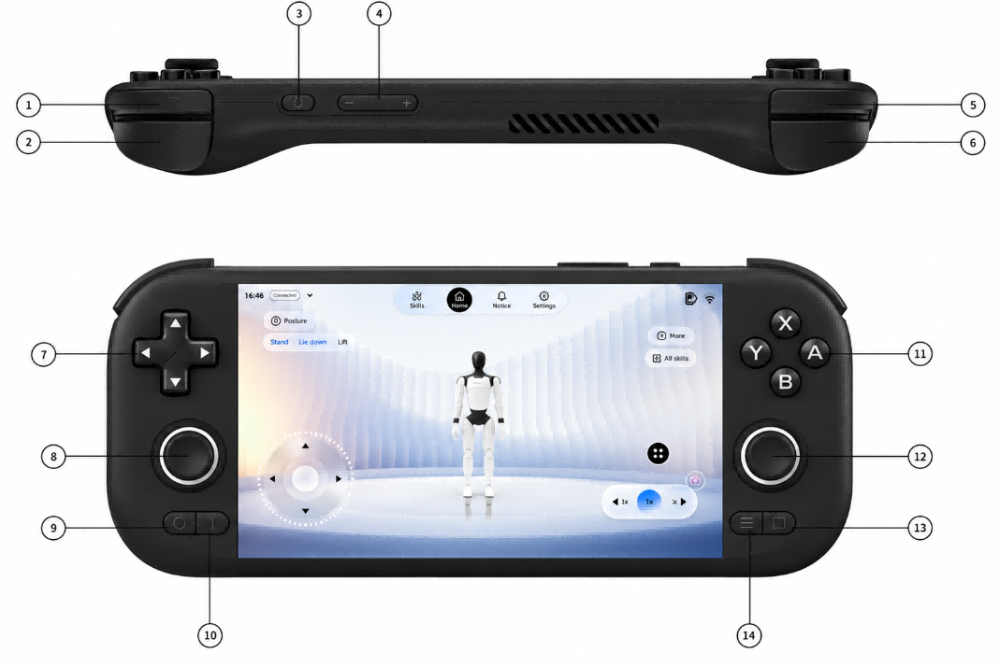 3
4
1
2
5
6
− +
16:46 Connected
Skills
Home
Notice
Settings
Posture
Stand Lie down Lift
More
All skills
1x
1x
X
Y
A
B
7
8
9
10
11
12
13
14